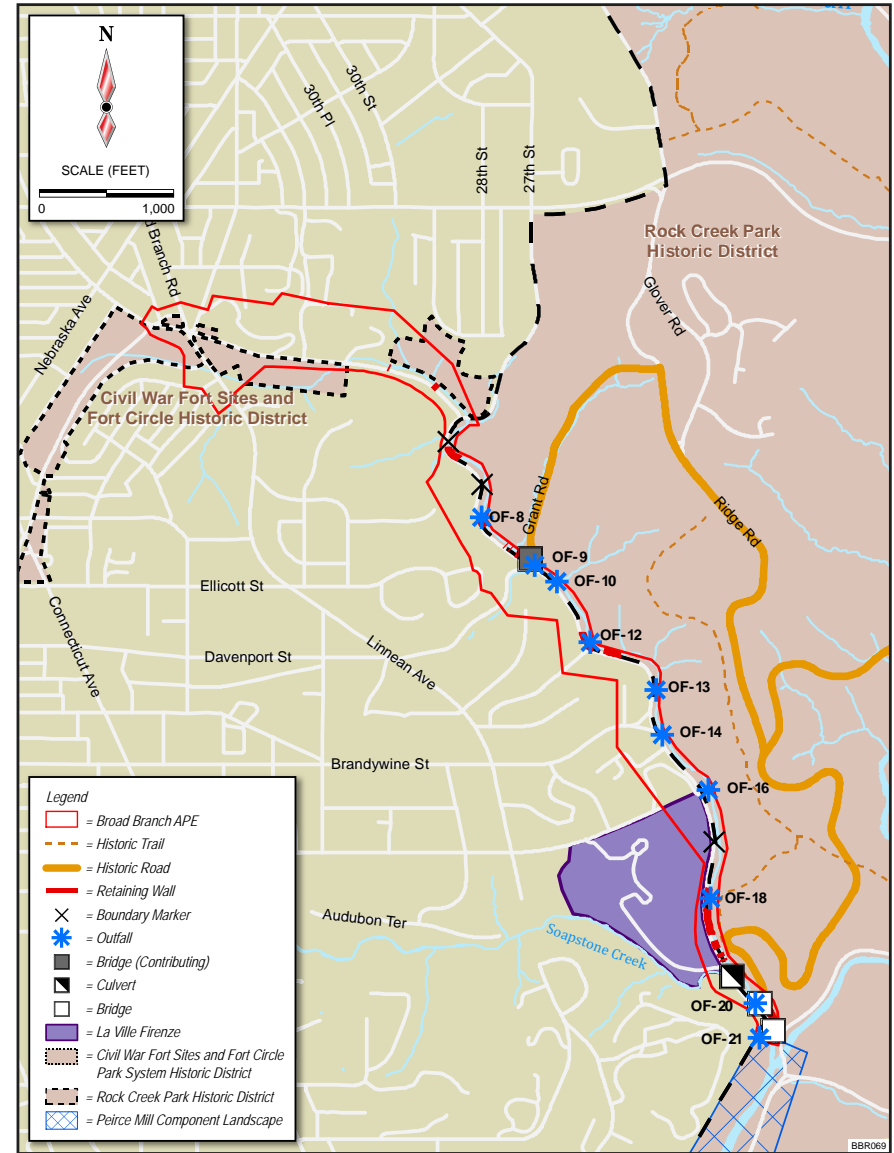 N
SCALE (FEET)
0 1,000
30th Pl
30th St
28th St
27th St
Rock Creek Park
Historic District
Glover Rd
d Branch Rd
Nebraska Ave
Civil War Fort Sites and
Fort Circle Historic District
Grant Rd
Ridge Rd
OF-8
OF-9
OF-10
Ellicott St
Connecticut Ave
OF-12
Linnean Ave
Davenport St
OF-13
OF-14
Brandywine St
OF-16
OF-18
Audubon Ter
Soapstone Creek
OF-20
OF-21
Legend
= Broad Branch APE
= Historic Trail
= Historic Road
= Retaining Wall
= Boundary Marker
= Outfall
= Bridge (Contributing)
= Culvert
= Bridge
= La Ville Firenze
= Civil War Fort Sites and Fort Circle
Park System Historic District
= Rock Creek Park Historic District
= Peirce Mill Component Landscape
BBR069